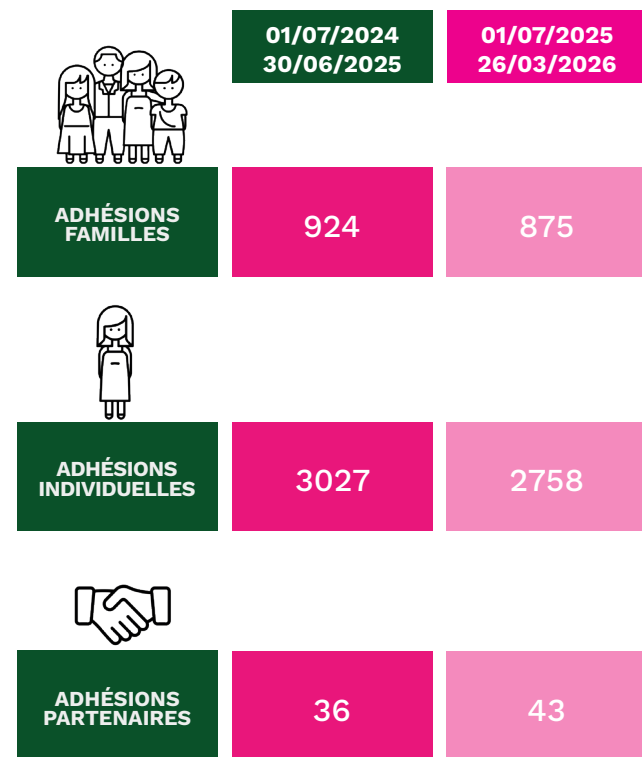 01/07/2024
30/06/2025
01/07/2025
26/03/2026
ADHÉSIONS
FAMILLES
924
875
ADHÉSIONS
INDIVIDUELLES
3027
2758
ADHÉSIONS
PARTENAIRES
36
43